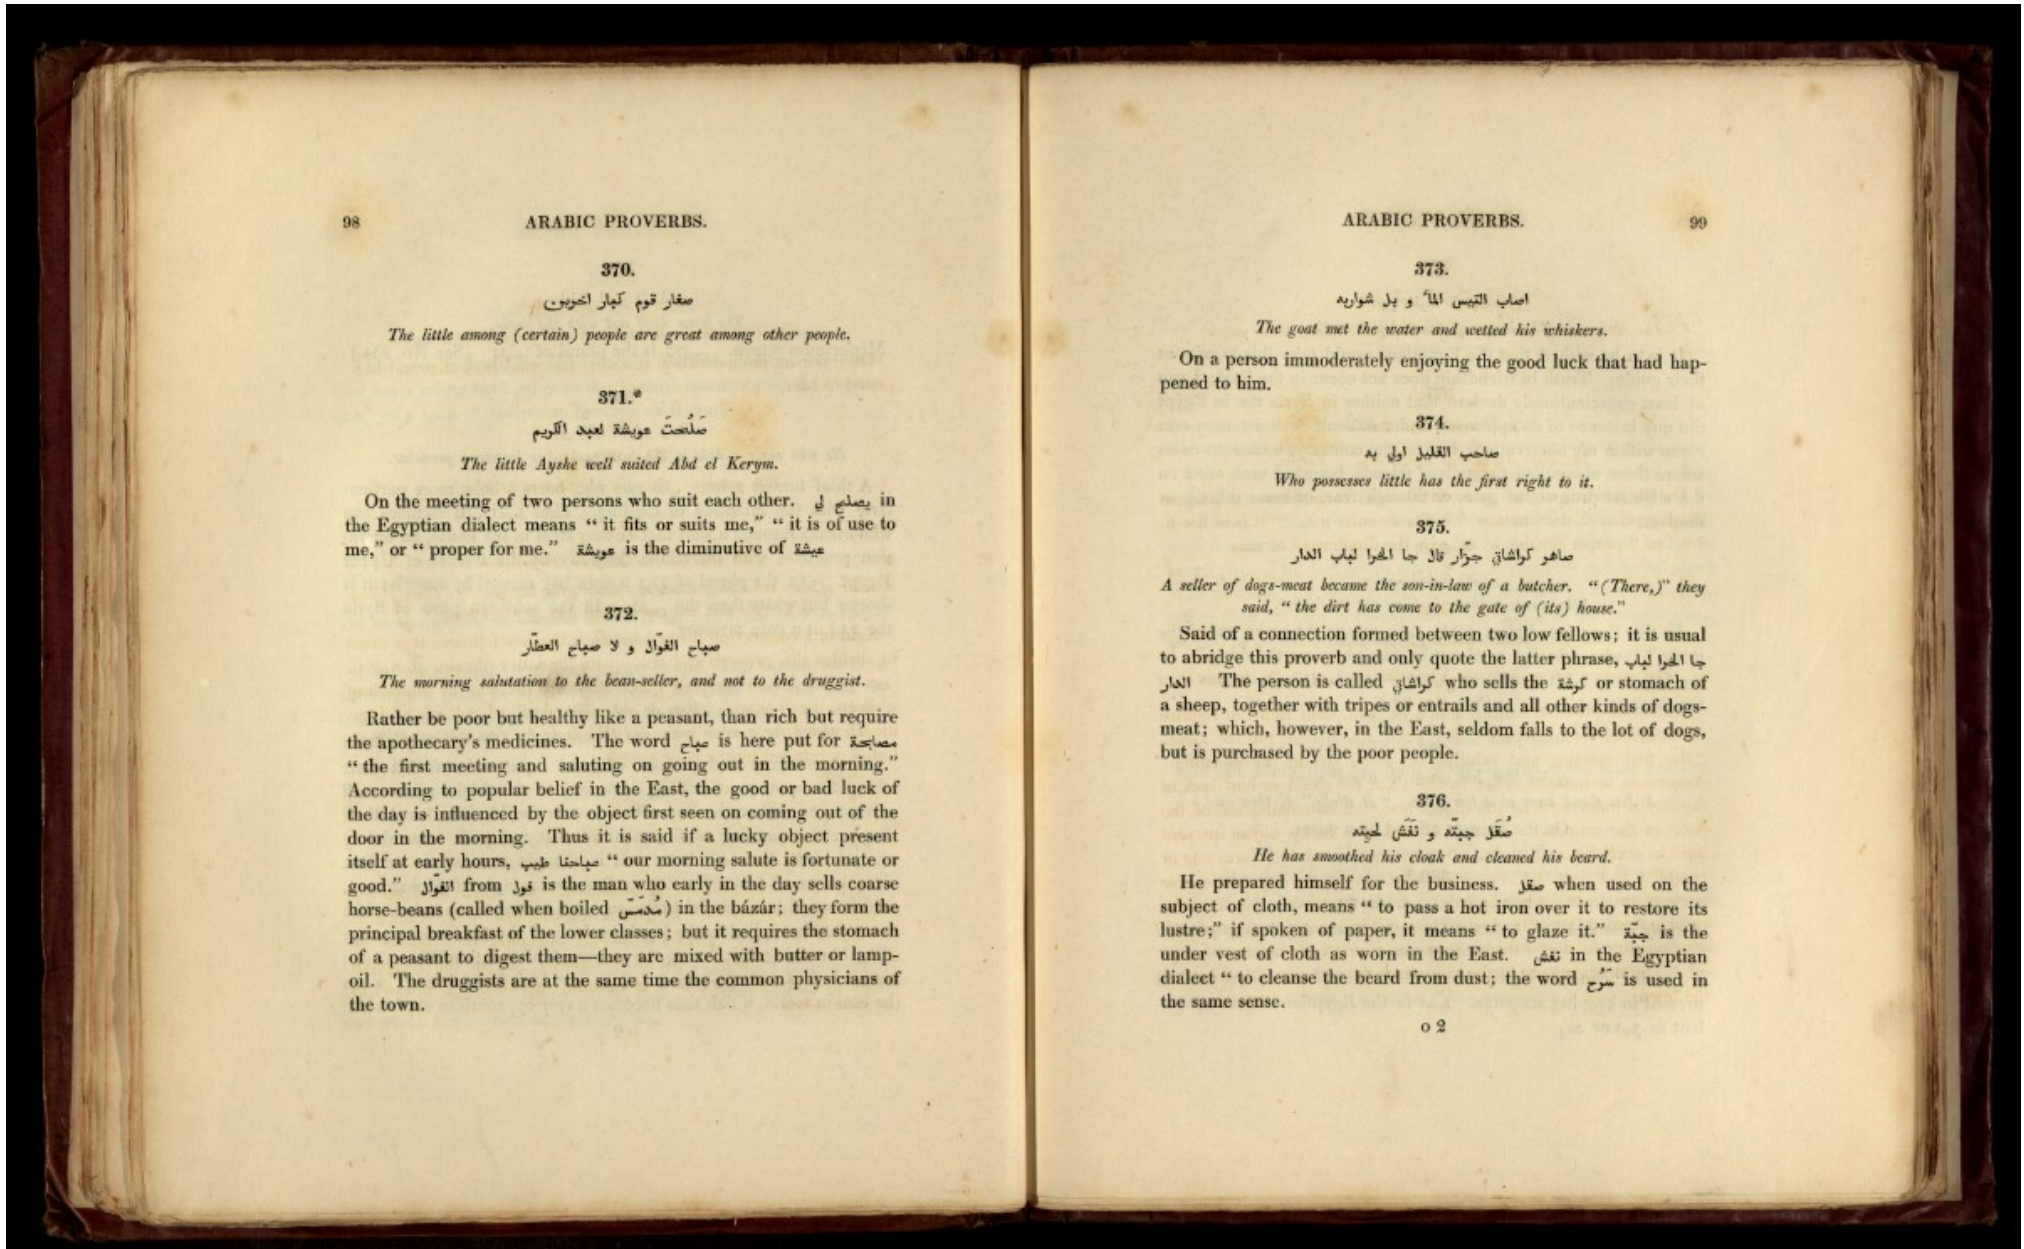 98
ARABIC PROVERBS.
370.
صغار قوم كبار اخرين
The little among (certain) people are great among other people.
371.*
صَلُحتَ عويشة لعبد الكريم
The little Ayshe well suited Abd el Kerym.
On the meeting of two persons who suit each other. يصلح لي in
the Egyptian dialect means “ it fits or suits me,” “ it is of use to
me,” or “ proper for me.” عويشة is the diminutive of عيشة
372.
صباح الفوّال و لا صباح العطّار
The morning salutation to the bean-seller, and not to the druggist.
Rather be poor but healthy like a peasant, than rich but require
the apothecary’s medicines. The word صباح is here put for مصابحة
“ the first meeting and saluting on going out in the morning.”
According to popular belief in the East, the good or bad luck of
the day is influenced by the object first seen on coming out of the
door in the morning. Thus it is said if a lucky object present
itself at early hours, صباحنا طيب “ our morning salute is fortunate or
good.” الفوّال from فول is the man who early in the day sells coarse
horse-beans (called when boiled مُدمّس) in the bázár; they form the
principal breakfast of the lower classes; but it requires the stomach
of a peasant to digest them—they are mixed with butter or lamp-
oil. The druggists are at the same time the common physicians of
the town.
ARABIC PROVERBS.
99
373.
اصاب التيس الماء و بل شواربه
The goat met the water and wetted his whiskers.
On a person immoderately enjoying the good luck that had hap-
pened to him.
374.
صاحب القليل اولي به
Who possesses little has the first right to it.
375.
صاهر كراشاتي جزّار قال جا الخرا لباب الدار
A seller of dogs-meat became the son-in-law of a butcher. “(There,)” they
said, “ the dirt has come to the gate of (its) house.”
Said of a connection formed between two low fellows; it is usual
to abridge this proverb and only quote the latter phrase, جا الخرا لباب
الدار The person is called كراشاتي who sells the كرشة or stomach of
a sheep, together with tripes or entrails and all other kinds of dogs-
meat; which, however, in the East, seldom falls to the lot of dogs,
but is purchased by the poor people.
376.
صُقَل جبتّه و نَغَش لحيته
He has smoothed his cloak and cleaned his beard.
He prepared himself for the business. صقل when used on the
subject of cloth, means “ to pass a hot iron over it to restore its
lustre;” if spoken of paper, it means “ to glaze it.” جبّة is the
under vest of cloth as worn in the East. نغش in the Egyptian
dialect “ to cleanse the beard from dust; the word سَرُح is used in
the same sense.
o 2